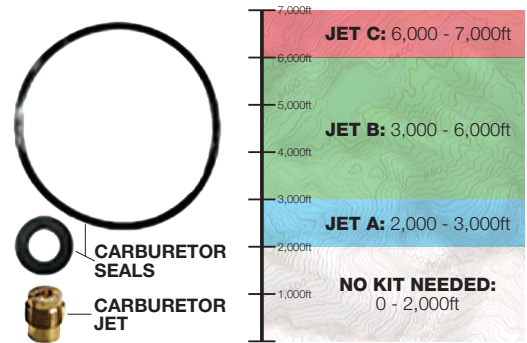 7,000ft
JET C: 6,000 - 7,000ft
6,000ft
5,000ft
JET B: 3,000 - 6,000ft
4,000ft
3,000ft
JET A: 2,000 - 3,000ft
2,000ft
NO KIT NEEDED:
0 - 2,000ft
1,000ft
CARBURETOR
SEALS
CARBURETOR
JET